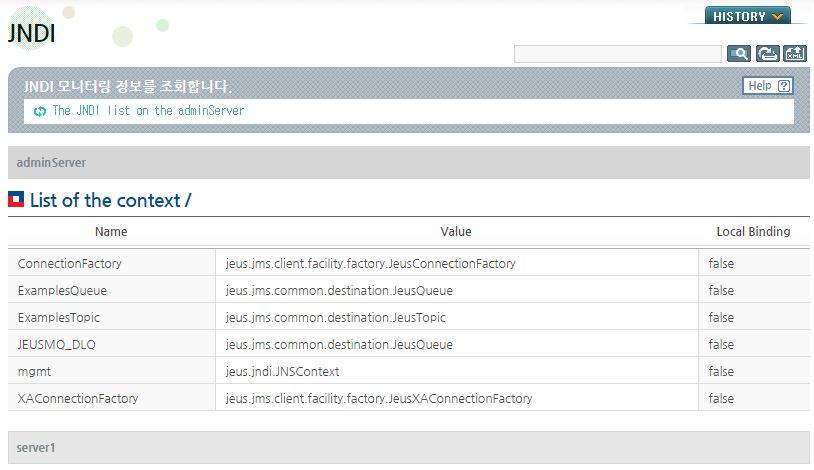 JNDI
HISTORY
XML
JNDI 모니터링 정보를 조회합니다.
Help ?
The JNDI list on the adminServer
adminServer
List of the context /
Name Value Local Binding
ConnectionFactory jeus.jms.client.facility.factory.JeusConnectionFactory false
ExamplesQueue jeus.jms.common.destination.JeusQueue false
ExamplesTopic jeus.jms.common.destination.JeusTopic false
JEUSMQ_DLQ jeus.jms.common.destination.JeusQueue false
mgmt jeus.jndi.JNSContext false
XAConnectionFactory jeus.jms.client.facility.factory.JeusXAConnectionFactory false
server1